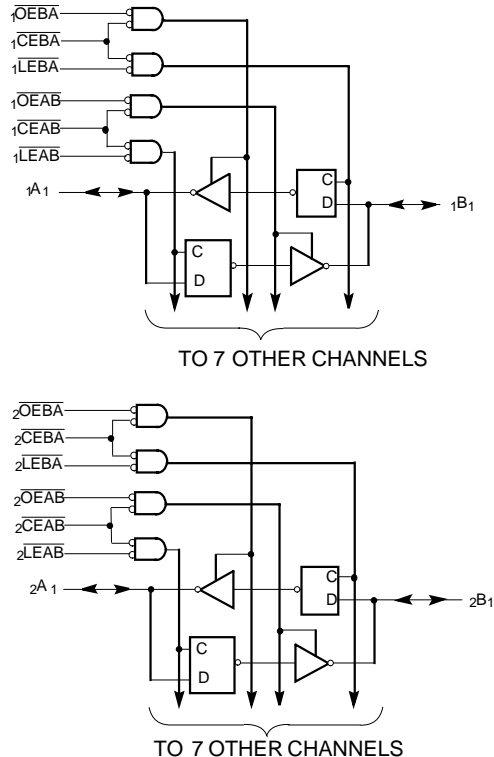 1OEBA
1CEBA
1LEBA
1OEAB
1CEAB
1LEAB
1A1
C
D
1B1
C
D
TO 7 OTHER CHANNELS
2OEBA
2CEBA
2LEBA
2OEAB
2CEAB
2LEAB
2A1
C
D
2B1
C
D
TO 7 OTHER CHANNELS